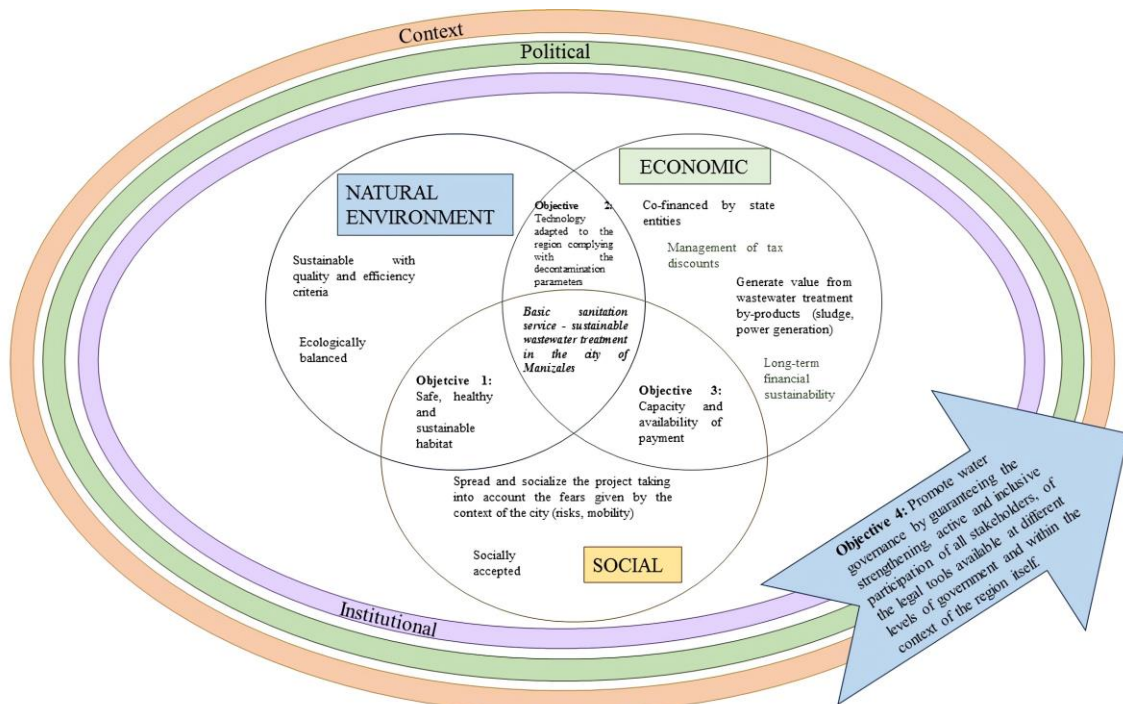 Context
Political
NATURAL
ENVIRONMENT
Sustainable with
quality and efficiency
criteria
Ecologically
balanced
Objective 2:
Technology
adapted to the
region complying
with the
decontamination
parameters
ECONOMIC
Co-financed by state
entities
Management of tax
discounts
Generate value from
wastewater treatment
by-products (sludge,
power generation)
Long-term
financial
sustainability
Basic sanitation
service - sustainable
wastewater treatment
in the city of
Manizales
Objetcive 1:
Safe, healthy
and
sustainable
habitat
Objective 3:
Capacity and
availability of
payment
Spread and socialize the project taking
into account the fears given by the
context of the city (risks, mobility)
Socially
accepted
SOCIAL
Institutional
Objective 4: Promote water
governance by guaranteeing the
strengthening, active and inclusive
participation of all stakeholders, of
the legal tools available at different
levels of government and within the
context of the region itself.